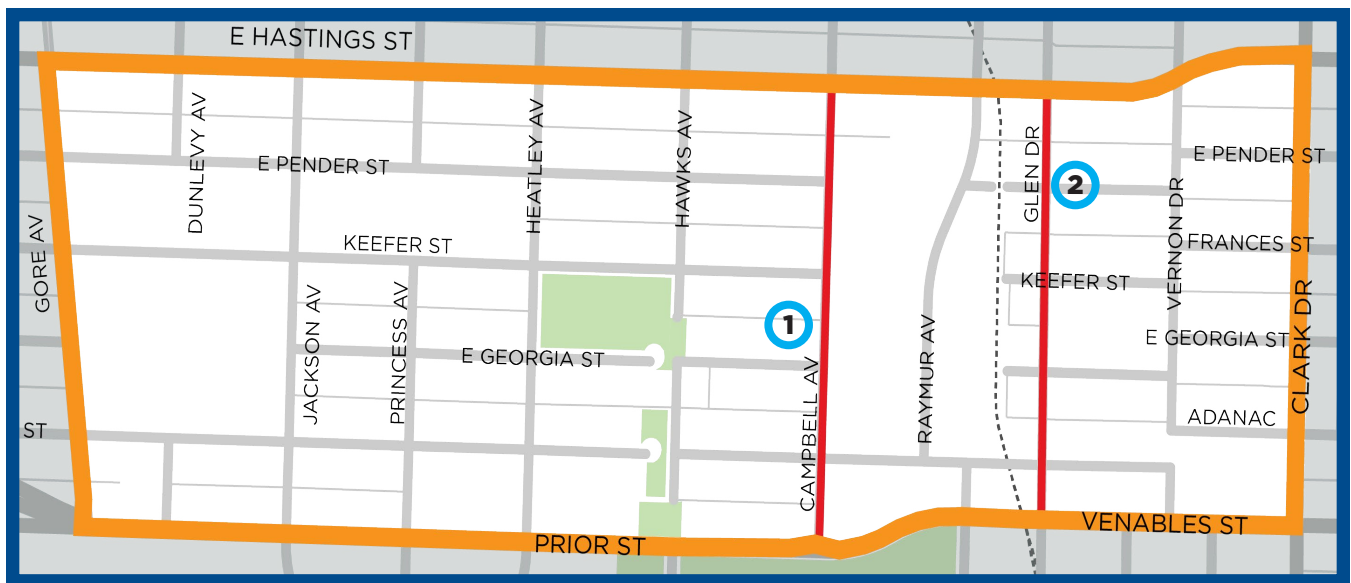 E HASTINGS ST
DUNLEVY AV
HEATLEY AV
HAWKS AV
GLEN DR
E PENDER ST
E PENDER ST
2
VERNON DR
GORE AV
KEEFER ST
FRANCES ST
KEEFER ST
JACKSON AV
PRINCESS AV
1
RAYMUR AV
CLARK DR
E GEORGIA ST
E GEORGIA ST
CAMPBELL AV
ADANAC
ST
PRIOR ST
VENABLES ST